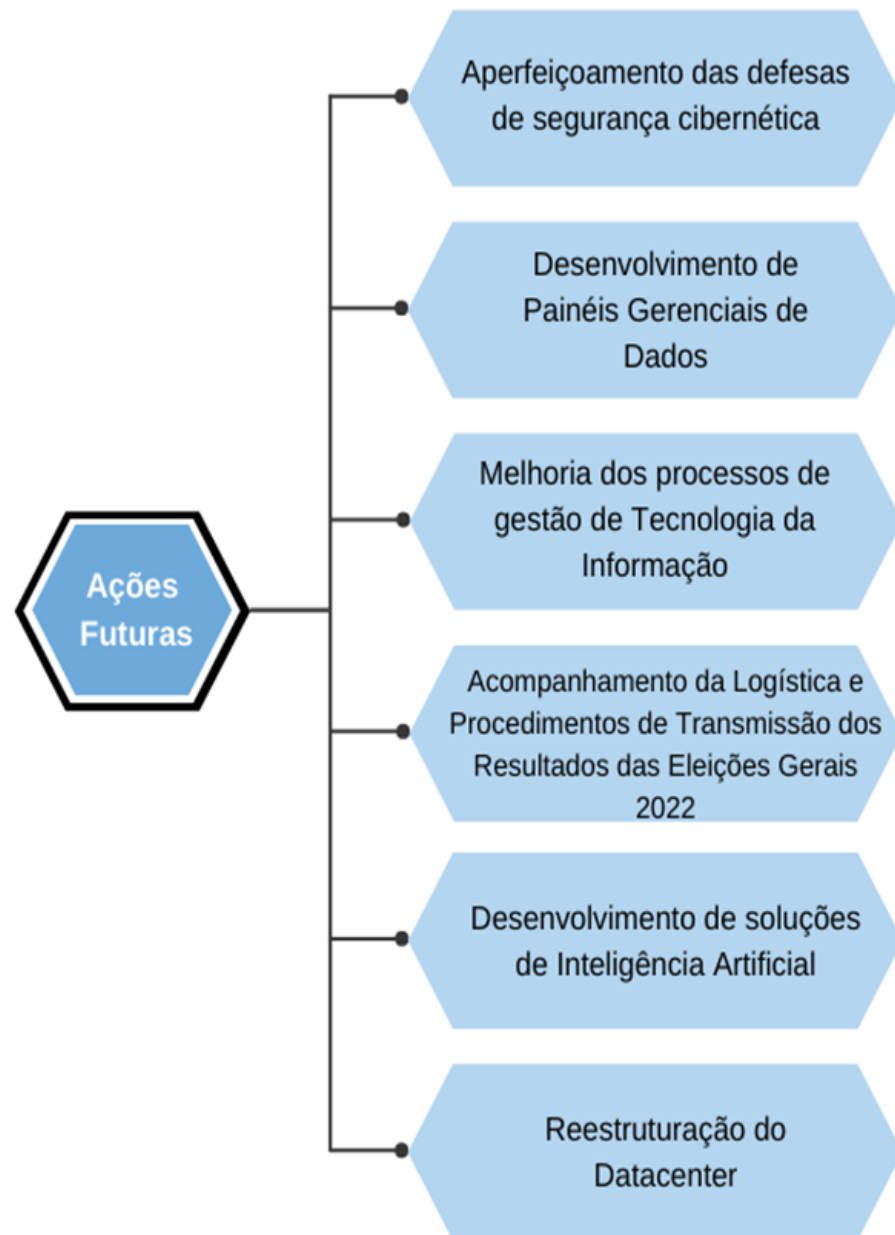 Aperfeiçoamento das defesas
de segurança cibernética
Desenvolvimento de
Painéis Gerenciais de
Dados
Melhoria dos processos de
gestão de Tecnologia da
Informação
Ações
Futuras
Acompanhamento da Logística e
Procedimentos de Transmissão dos
Resultados das Eleições Gerais
2022
Desenvolvimento de soluções
de Inteligência Artificial
Reestruturação do
Datacenter